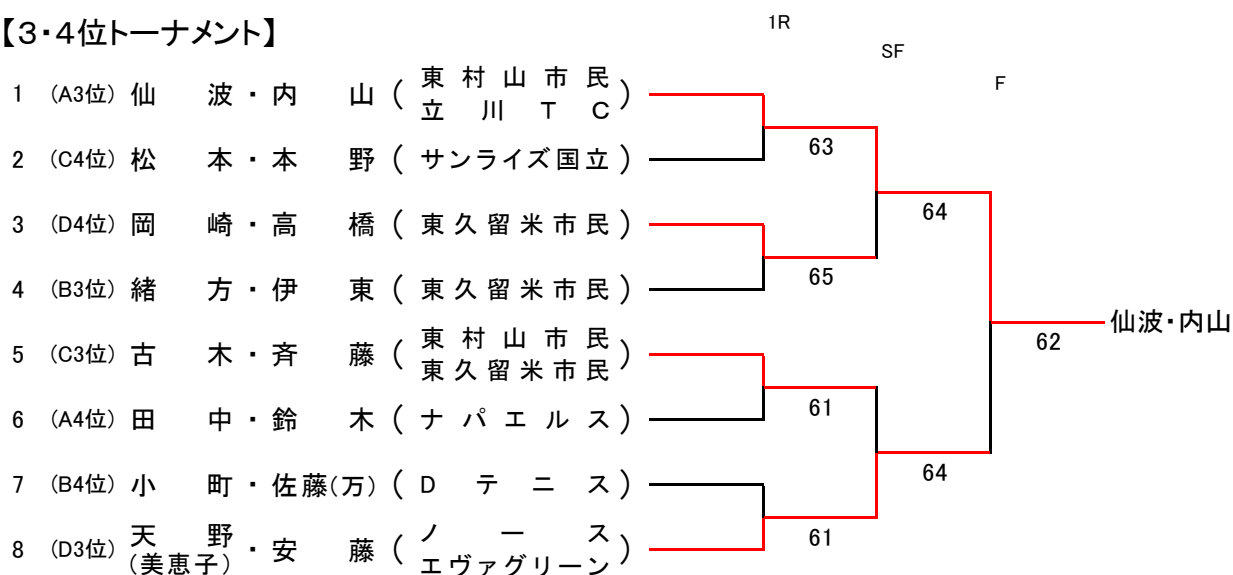 【3・4位トーナメント】
1R
SF
F
1 (A3位) 仙波・内山 ( 東村山市民
立川TC )
2 (C4位) 松本・本野 ( サンライズ国立 )
3 (D4位) 岡崎・高橋 ( 東久留米市民 )
4 (B3位) 緒方・伊東 ( 東久留米市民 )
5 (C3位) 古木・斉藤 ( 東村山市民
東久留米市民 )
6 (A4位) 田中・鈴木 ( ナパエルス )
7 (B4位) 小町・佐藤(万) ( Dテニス )
8 (D3位) 天野
(美恵子) ・安藤 ( ノース
エヴァグリーン )
63
65
61
61
64
64
62
仙波・内山